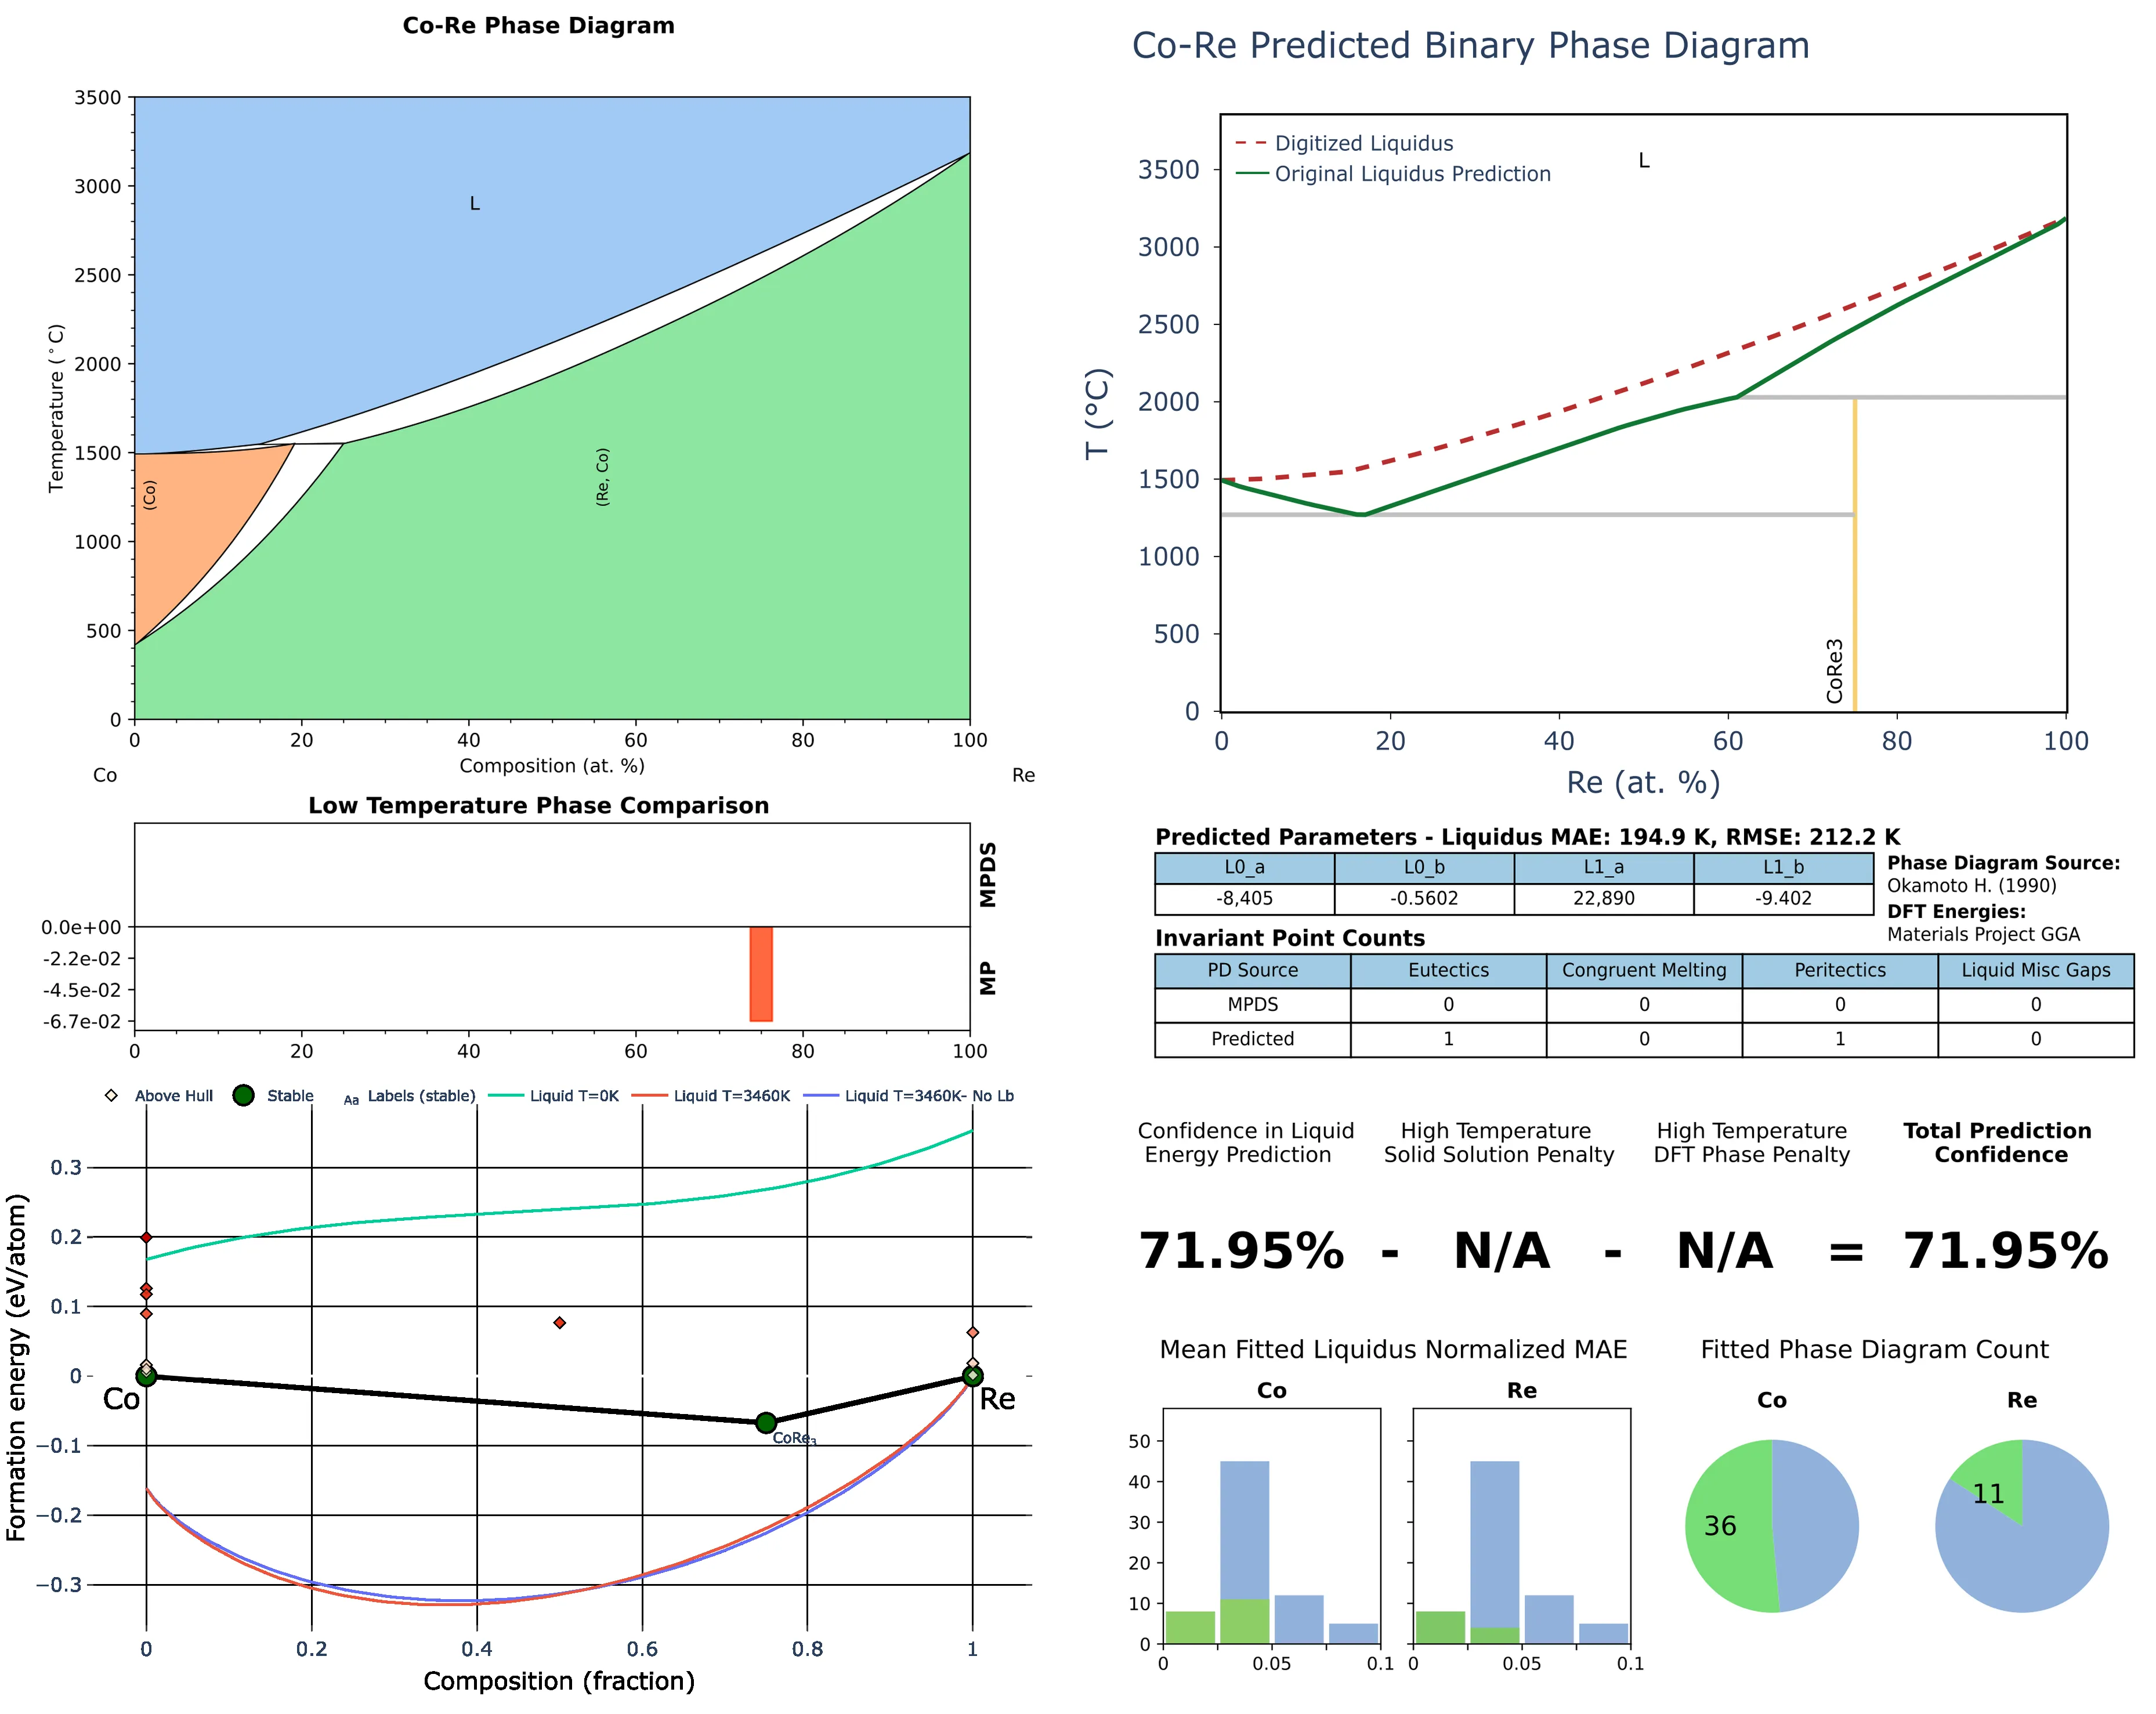 Co-Re Phase Diagram
3500
3000
2500
2000
1500
1000
500
0
Temperature (°C)
L
(Co)
(Re, Co)
0 20 40 60 80 100
Composition (at. %)
Co Re
Low Temperature Phase Comparison
0.0e+00
-2.2e-02
-4.5e-02
-6.7e-02
MPDS
MP
0 20 40 60 80 100
Above Hull Stable Aa Labels (stable) Liquid T=0K Liquid T=3460K Liquid T=3460K- No Lb
0.3
0.2
0.1
0
−0.1
−0.2
−0.3
Formation energy (eV/atom)
Co
Re
CoRe3
0 0.2 0.4 0.6 0.8 1
Composition (fraction)
Co-Re Predicted Binary Phase Diagram
Digitized Liquidus
Original Liquidus Prediction
L
3500
3000
2500
2000
1500
1000
500
0
T (°C)
CoRe3
0 20 40 60 80 100
Re (at. %)
Predicted Parameters - Liquidus MAE: 194.9 K, RMSE: 212.2 K
L0_a L0_b L1_a L1_b
-8,405 -0.5602 22,890 -9.402
Phase Diagram Source:
Okamoto H. (1990)
DFT Energies:
Materials Project GGA
Invariant Point Counts
PD Source Eutectics Congruent Melting Peritectics Liquid Misc Gaps
MPDS 0 0 0 0
Predicted 1 0 1 0
Confidence in Liquid
Energy Prediction
High Temperature
Solid Solution Penalty
High Temperature
DFT Phase Penalty
Total Prediction
Confidence
71.95% - N/A - N/A = 71.95%
Mean Fitted Liquidus Normalized MAE
Co Re
50
40
30
20
10
0
0 0.05 0.1
0 0.05 0.1
Fitted Phase Diagram Count
Co Re
36
11